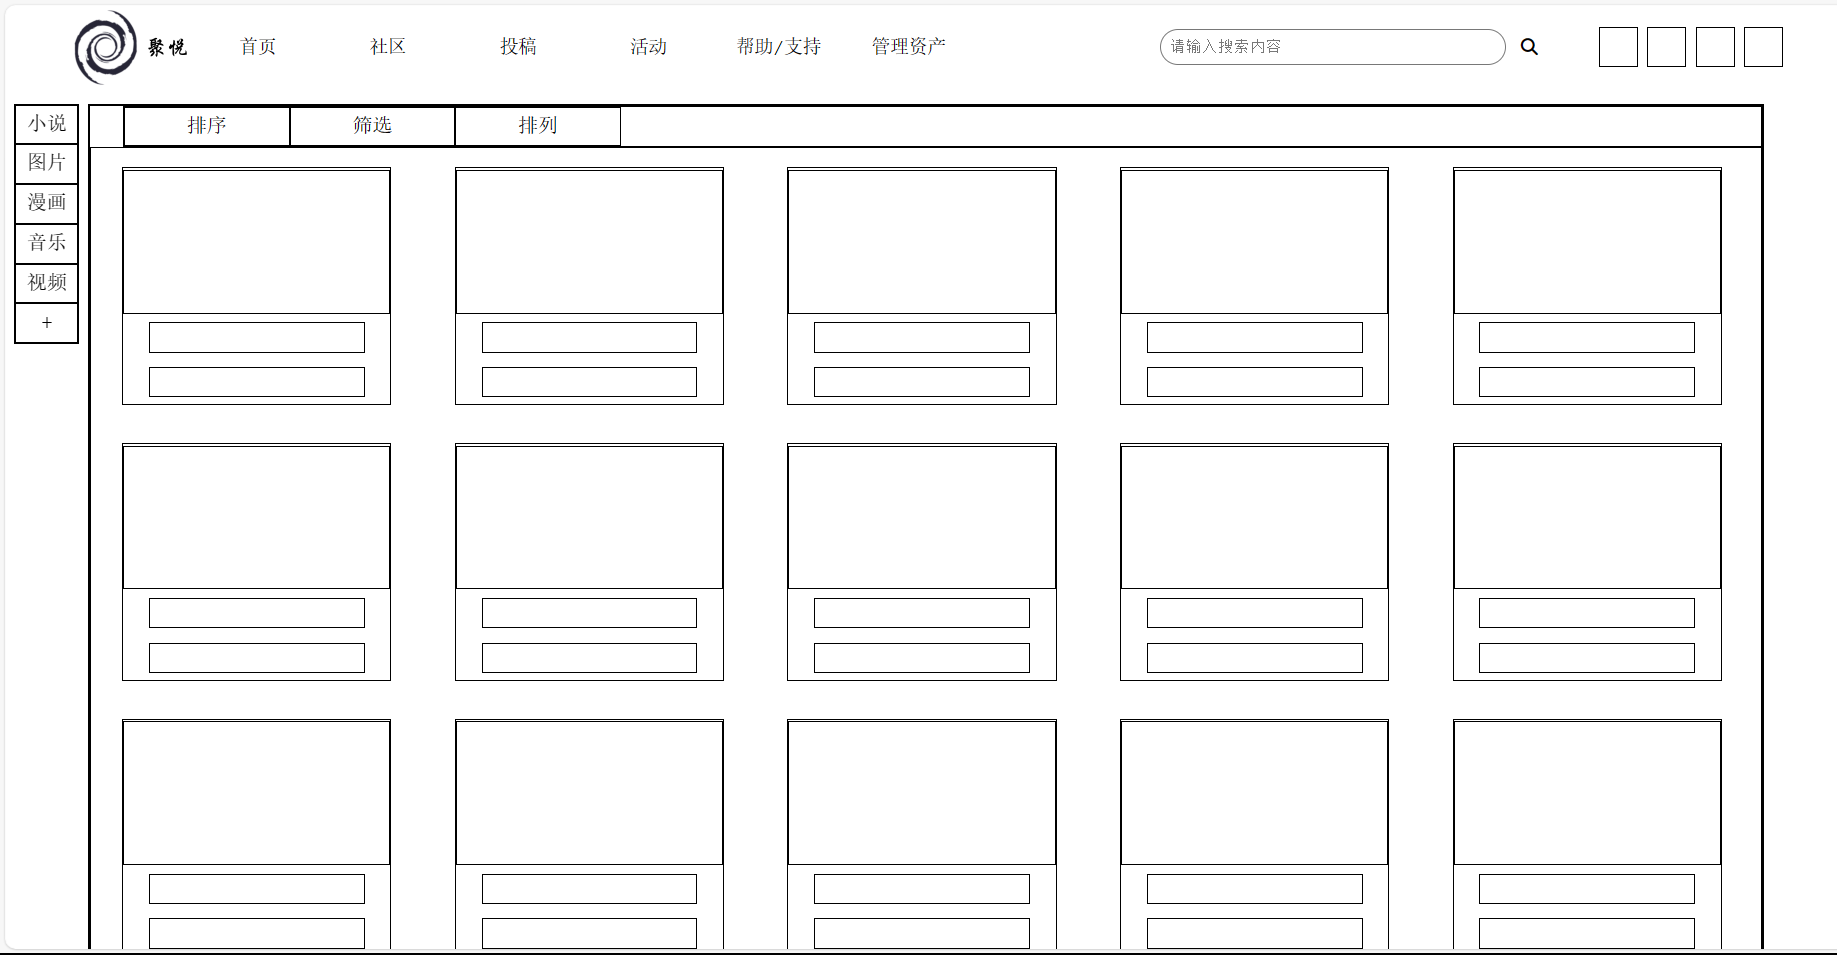 聚悦 首页 社区 投稿 活动 帮助/支持 管理资产 请输入搜索内容
小说
图片
漫画
音乐
视频
+
排序 筛选 排列